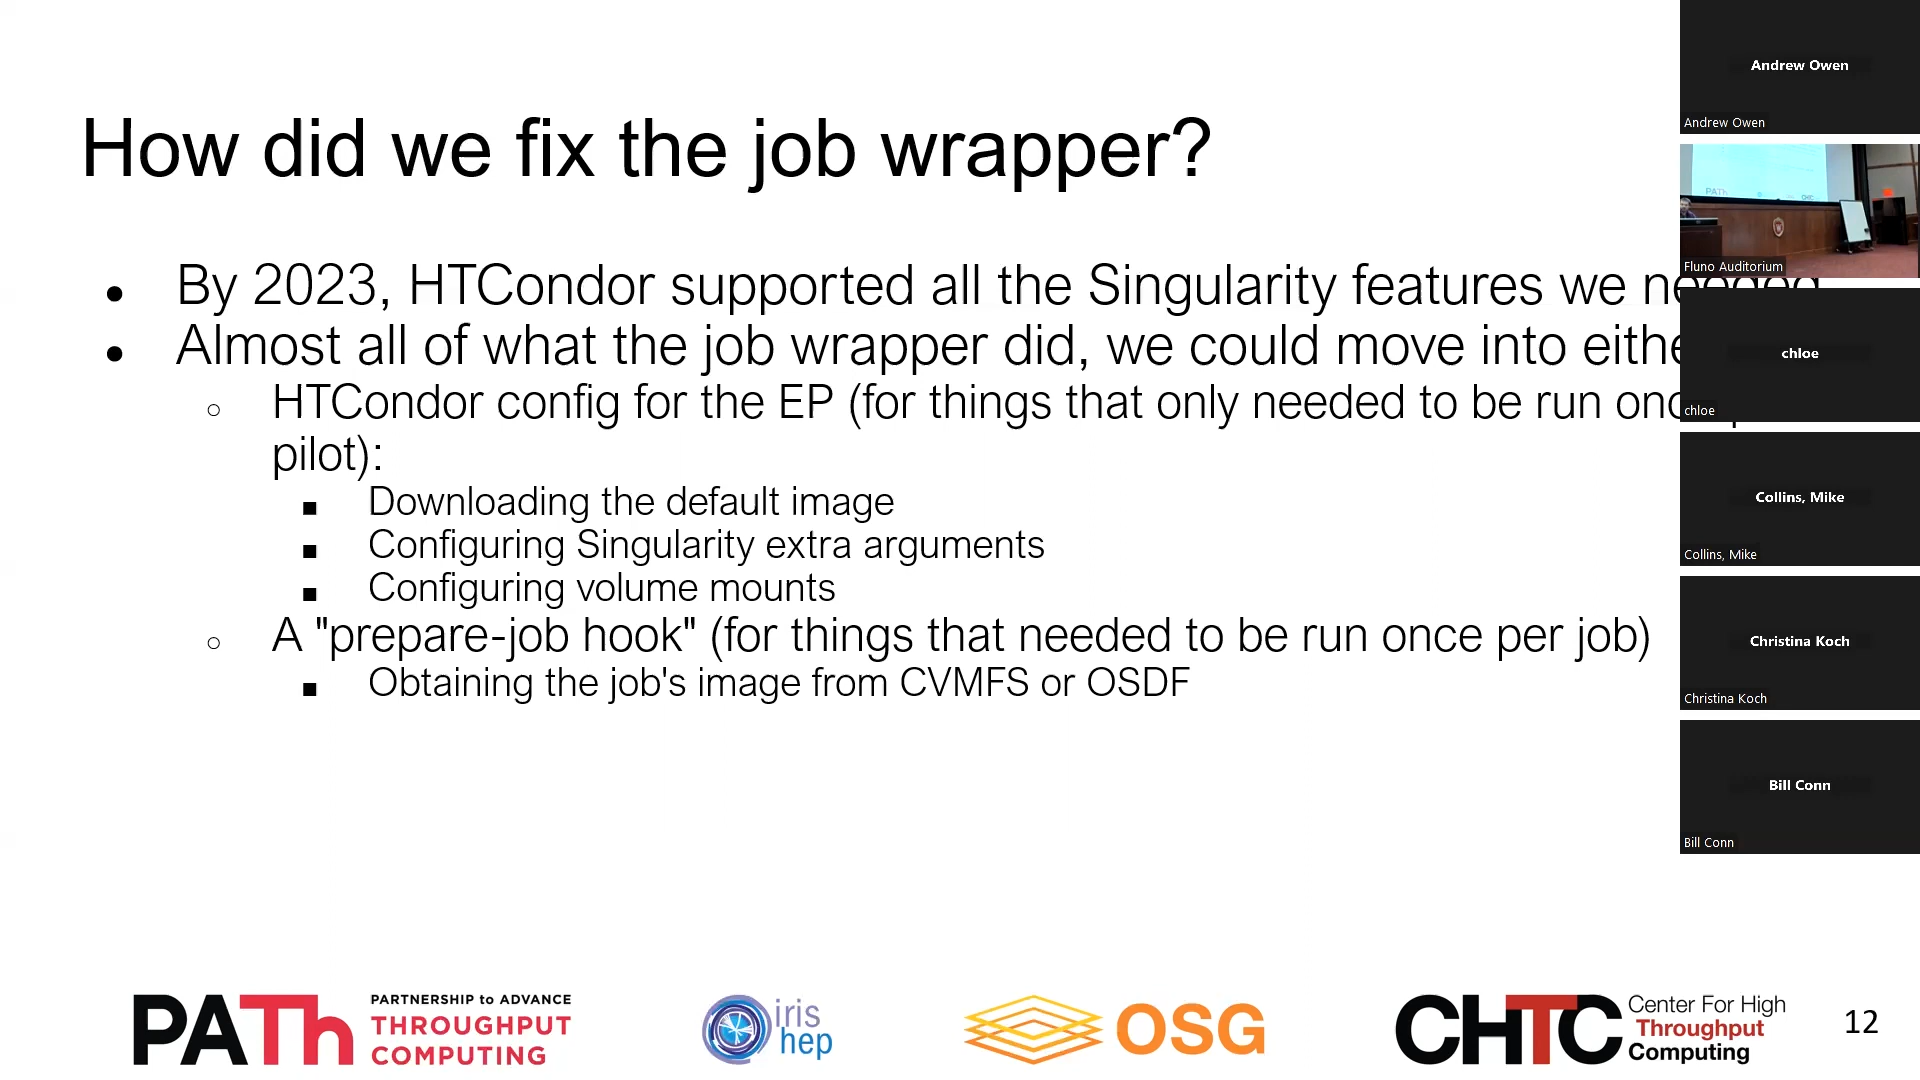 How did we fix the job wrapper?
● By 2023, HTCondor supported all the Singularity features we needed
● Almost all of what the job wrapper did, we could move into
○ HTCondor config for the EP (for things that only needed to be run
pilot):
■ Downloading the default image
■ Configuring Singularity extra arguments
■ Configuring volume mounts
○ A "prepare-job hook" (for things that needed to be run once per job)
■ Obtaining the job's image from CVMFS or OSDF
Andrew Owen
Andrew Owen
PATh
CHTC
Fluno Auditorium
chloe
chloe
Collins, Mike
Collins, Mike
Christina Koch
Christina Koch
Bill Conn
Bill Conn
PATh
PARTNERSHIP to ADVANCE
THROUGHPUT
COMPUTING
iris
hep
OSG
CHTC
Center For High
Throughput
Computing
12